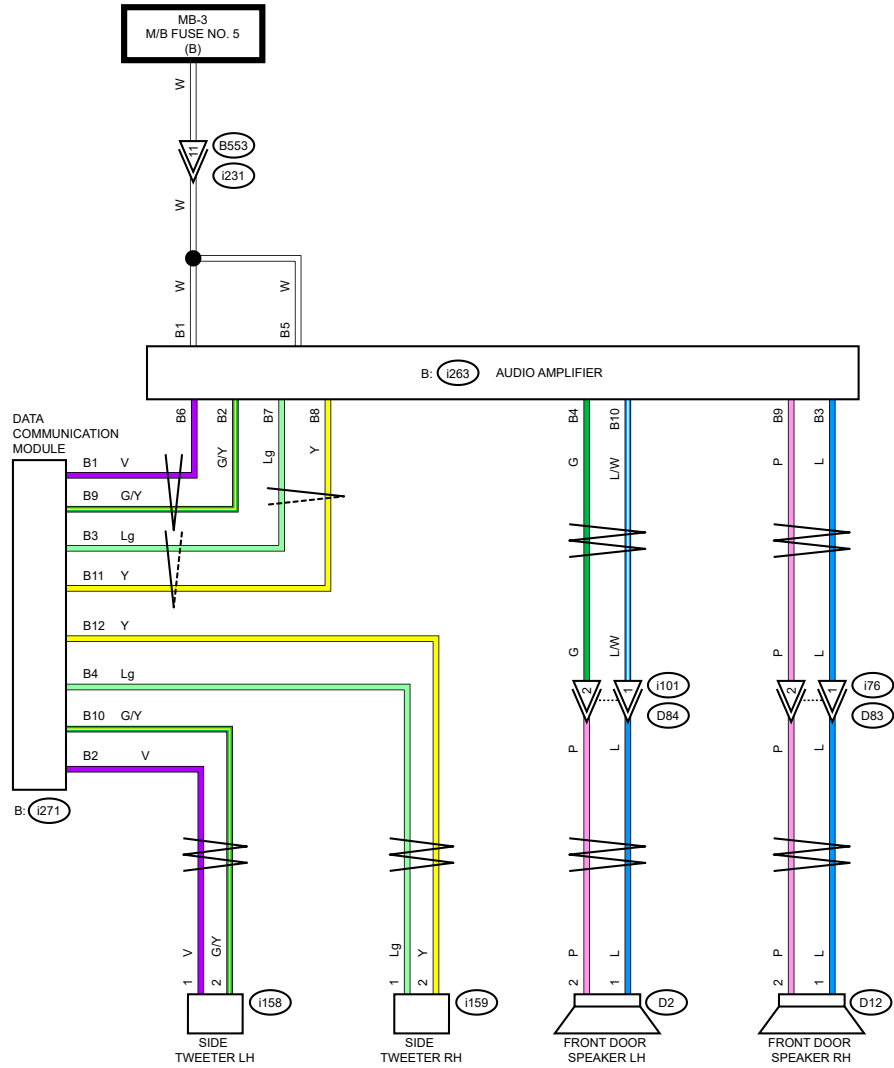 MB-3
M/B FUSE NO. 5
(B)
W
11
B553
i231
W
W
W
B1
B5
B: i263 AUDIO AMPLIFIER
B6
B2
B7
B8
B4
B10
B9
B3
G/Y
Lg
Y
G
L/W
P
L
DATA
COMMUNICATION
MODULE
B1 V
B9 G/Y
B3 Lg
B11 Y
B12 Y
B4 Lg
B10 G/Y
B2 V
B: i271
G
L/W
P
L
2
1
i101
D84
2
1
i76
D83
P
L
P
L
V
G/Y
Lg
Y
P
L
P
L
1
2
i158
1
2
i159
2
1
D2
2
1
D12
SIDE
TWEETER LH
SIDE
TWEETER RH
FRONT DOOR
SPEAKER LH
FRONT DOOR
SPEAKER RH